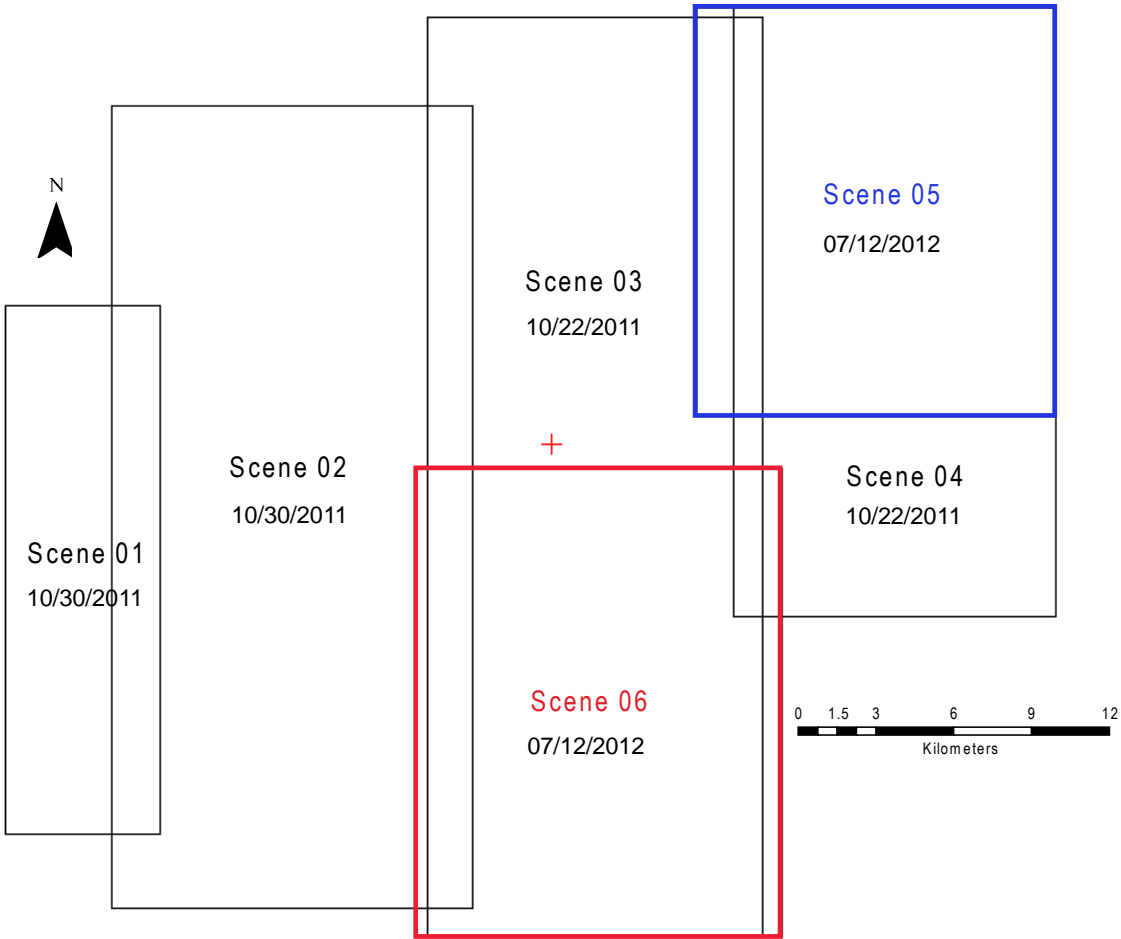 N
Scene 05
07/12/2012
Scene 03
10/22/2011
Scene 02
10/30/2011
Scene 04
10/22/2011
Scene 01
10/30/2011
Scene 06
07/12/2012
0 1.5 3 6 9 12
Kilometers